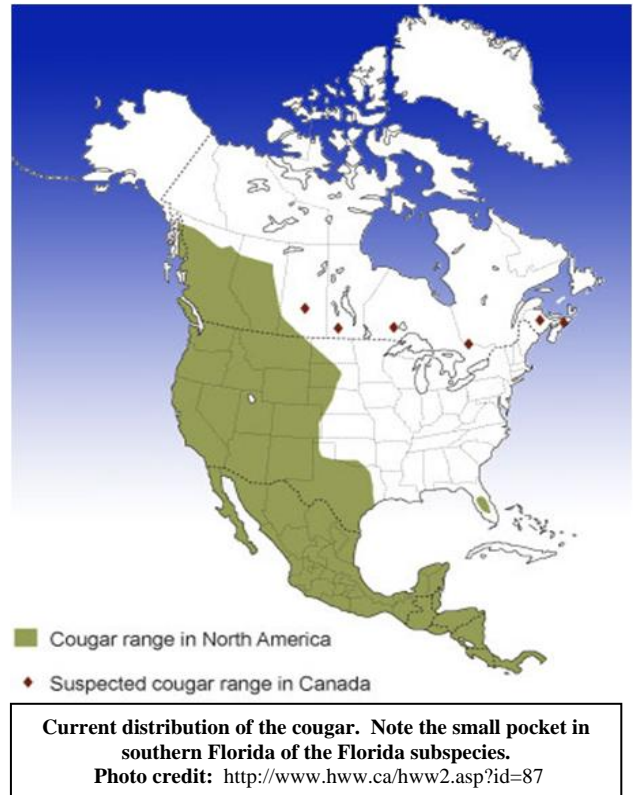 Cougar range in North America
Suspected cougar range in Canada
Current distribution of the cougar. Note the small pocket in
southern Florida of the Florida subspecies.
Photo credit: http://www.hww.ca/hww2.asp?id=87